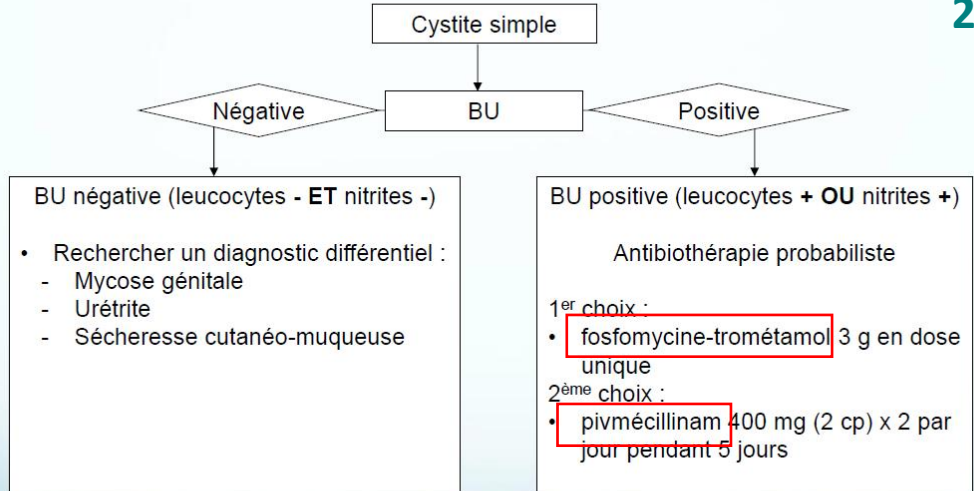 2
Cystite simple
Négative
BU
Positive
BU négative (leucocytes - ET nitrites -)
• Rechercher un diagnostic différentiel :
- Mycose génitale
- Urétrite
- Sécheresse cutanéo-muqueuse
BU positive (leucocytes + OU nitrites +)
Antibiothérapie probabiliste
1er choix :
• fosfomycine-trométamol 3 g en dose
unique
2ème choix :
• pivmécillinam 400 mg (2 cp) x 2 par
jour pendant 5 jours